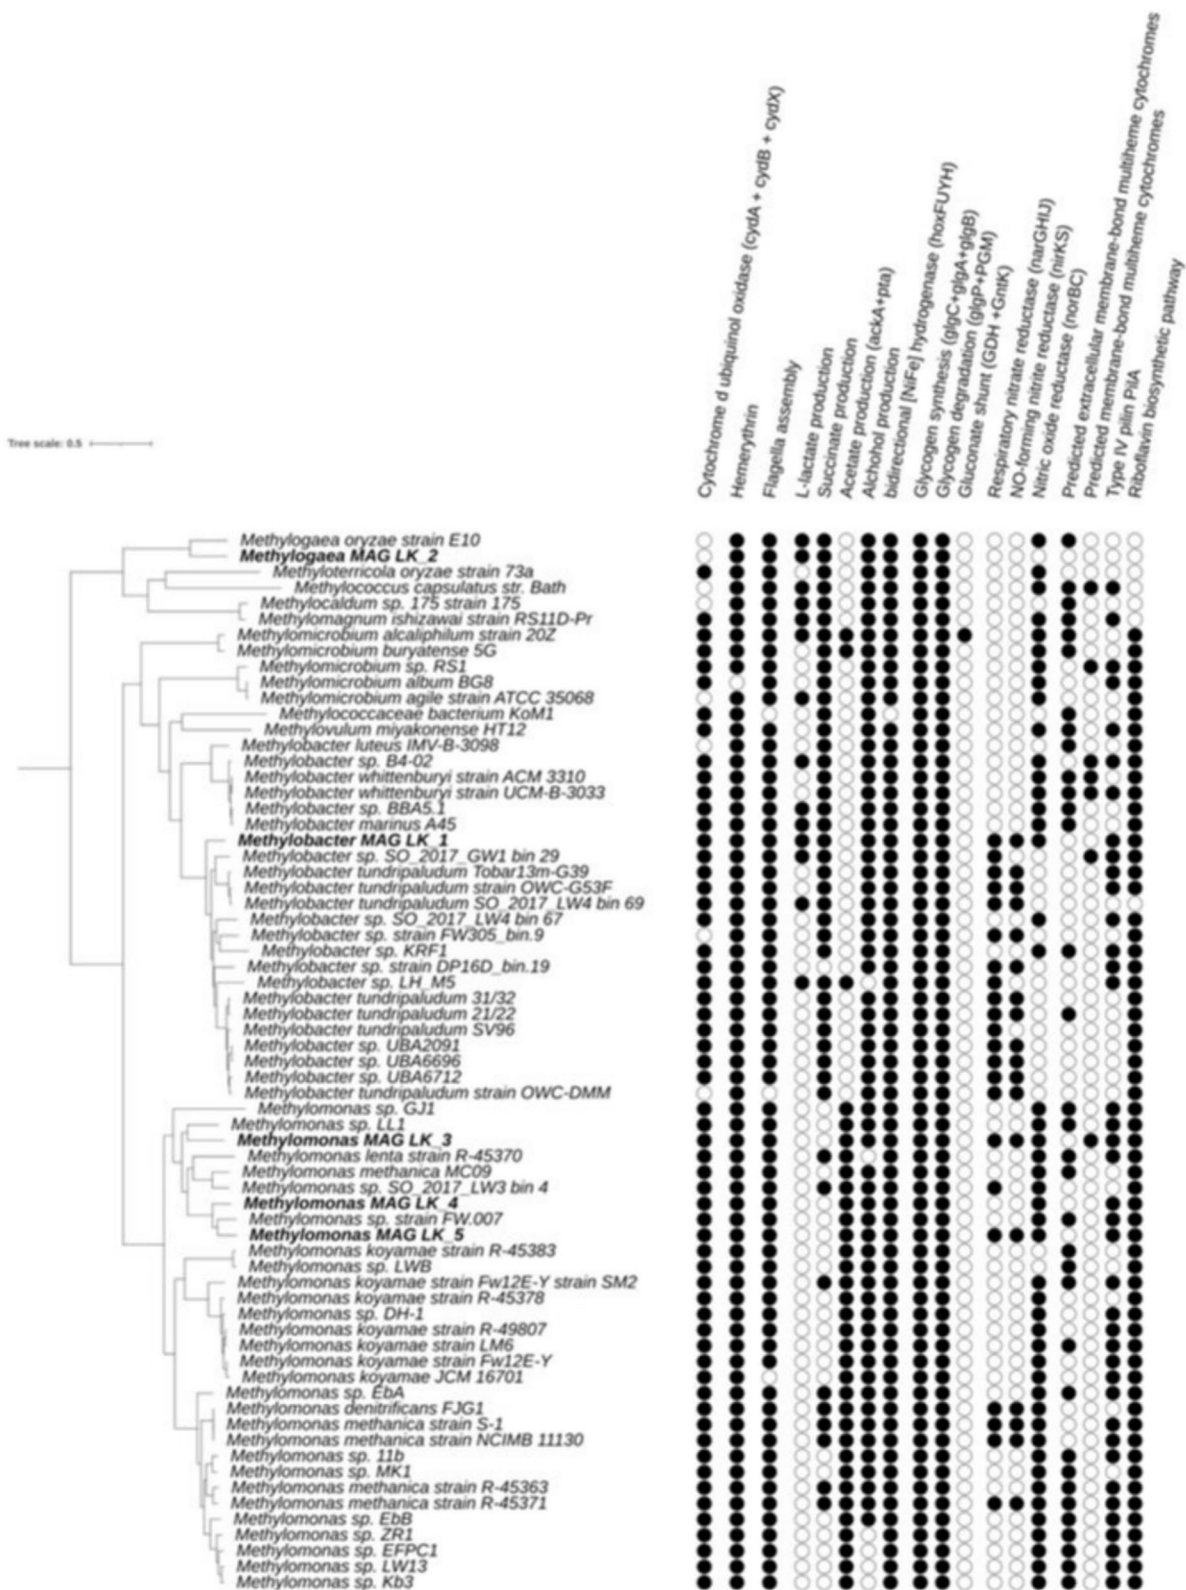 Cytochrome d ubiquinol oxidase (cydA + cydB + cydX)
Hemerythrin
Flagella assembly
L-lactate production
Succinate production
Acetate production
Alchohol production (ackA+pta)
bidirectional [NiFe] hydrogenase (hoxFUYH)
Glycogen synthesis (glgC+glgA+glgB)
Glycogen degradation (glgP+PGM)
Gluconate shunt (GDH +GntK)
Respiratory nitrate reductase (narGHIJ)
NO-forming nitrite reductase (nirKS)
Nitric oxide reductase (norBC)
Predicted extracellular membrane-bond multiheme cytochromes
Predicted membrane-bond multiheme cytochromes
Type IV pilin PilA
Riboflavin biosynthetic pathway
Tree scale: 0.5
Methylogaea oryzae strain E10
Methylogaea MAG LK_2
Methyloterricola oryzae strain 73a
Methylococcus capsulatus str. Bath
Methylocaldum sp. 175 strain 175
Methylomagnum ishizawai strain RS11D-Pr
Methylomicrobium alcaliphilum strain 20Z
Methylomicrobium buryatense 5G
Methylomicrobium sp. RS1
Methylomicrobium album BG8
Methylomicrobium agile strain ATCC 35068
Methylococcaceae bacterium KoM1
Methylovulum miyakonense HT12
Methylobacter luteus IMV-B-3098
Methylobacter sp. B4-02
Methylobacter whittenburyi strain ACM 3310
Methylobacter whittenburyi strain UCM-B-3033
Methylobacter sp. BBA5.1
Methylobacter marinus A45
Methylobacter MAG LK_1
Methylobacter sp. SO_2017_GW1 bin 29
Methylobacter tundripaludum Tobar13m-G39
Methylobacter tundripaludum strain OWC-G53F
Methylobacter tundripaludum SO_2017_LW4 bin 69
Methylobacter sp. SO_2017_LW4 bin 67
Methylobacter sp. strain FW305_bin.9
Methylobacter sp. KRF1
Methylobacter sp. strain DP16D_bin.19
Methylobacter sp. LH_M5
Methylobacter tundripaludum 31/32
Methylobacter tundripaludum 21/22
Methylobacter tundripaludum SV96
Methylobacter sp. UBA2091
Methylobacter sp. UBA6696
Methylobacter sp. UBA6712
Methylobacter tundripaludum strain OWC-DMM
Methylomonas sp. GJ1
Methylomonas sp. LL1
Methylomonas MAG LK_3
Methylomonas lenta strain R-45370
Methylomonas methanica MC09
Methylomonas sp. SO_2017_LW3 bin 4
Methylomonas MAG LK_4
Methylomonas sp. strain FW.007
Methylomonas MAG LK_5
Methylomonas koyamae strain R-45383
Methylomonas sp. LWB
Methylomonas koyamae strain Fw12E-Y strain SM2
Methylomonas koyamae strain R-45378
Methylomonas sp. DH-1
Methylomonas koyamae strain R-49807
Methylomonas koyamae strain LM6
Methylomonas koyamae strain Fw12E-Y
Methylomonas koyamae JCM 16701
Methylomonas sp. EbA
Methylomonas denitrificans FJG1
Methylomonas methanica strain S-1
Methylomonas methanica strain NCIMB 11130
Methylomonas sp. 11b
Methylomonas sp. MK1
Methylomonas methanica strain R-45363
Methylomonas methanica strain R-45371
Methylomonas sp. EbB
Methylomonas sp. ZR1
Methylomonas sp. EFPC1
Methylomonas sp. LW13
Methylomonas sp. Kb3